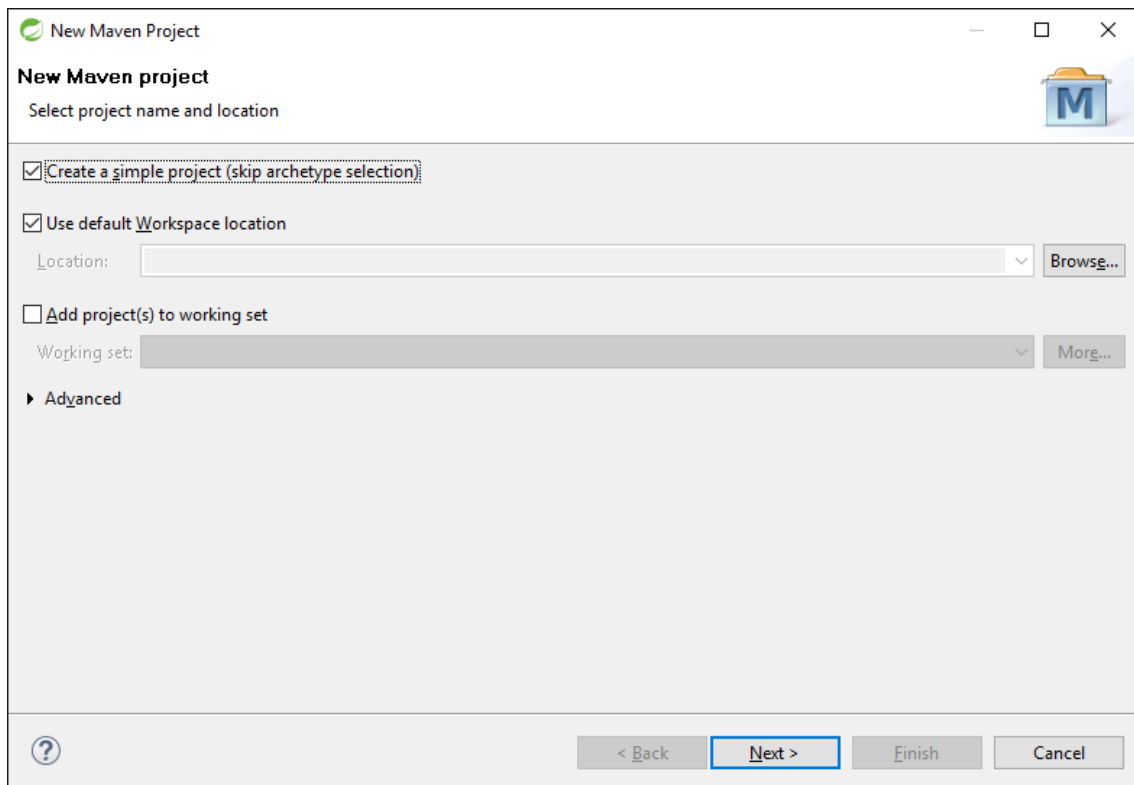 New Maven Project
New Maven project
Select project name and location
M
Create a simple project (skip archetype selection)
Use default Workspace location
Location: Browse...
Add project(s) to working set
Working set: More...
Advanced
? < Back Next > Finish Cancel